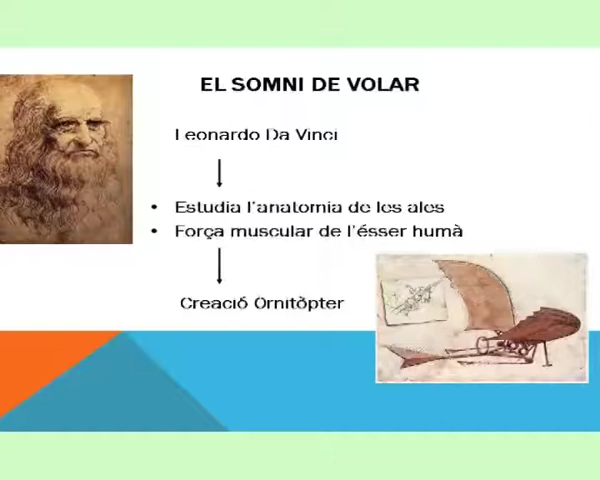 EL SOMNI DE VOLAR
Leonardo Da Vinci
• Estudia l'anatomia de les ales
• Força muscular de l'ésser humà
Creació Ornitòpter